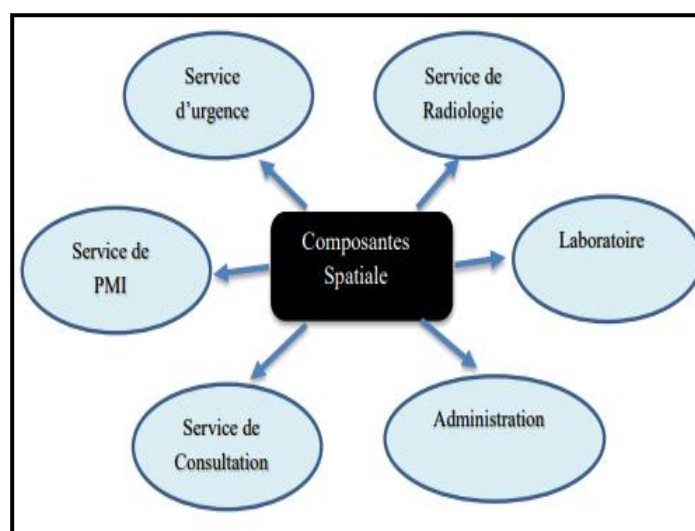 Service
d'urgence
Service de
Radiologie
Service de
PMI
Composantes
Spatiale
Laboratoire
Service de
Consultation
Administration